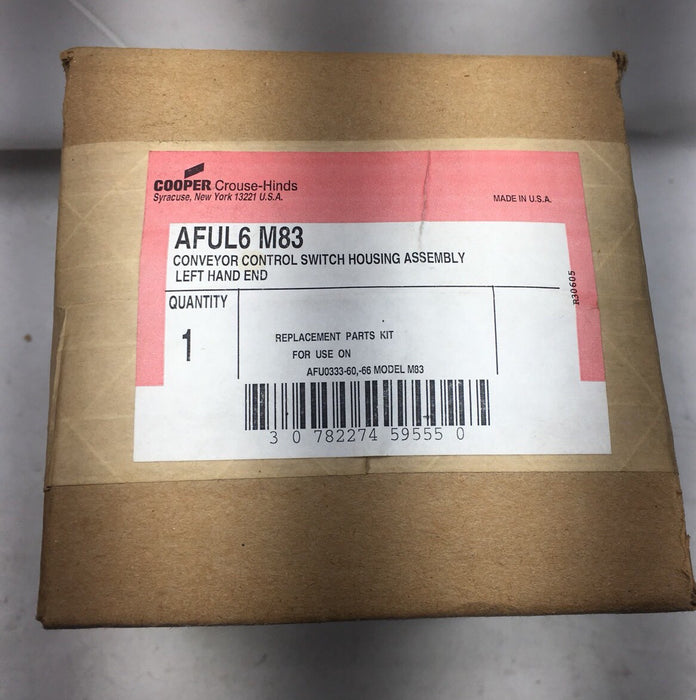 COOPER Crouse-Hinds
Syracuse, New York 13221 U.S.A.
MADE IN U.S.A.
AFUL6 M83
CONVEYOR CONTROL SWITCH HOUSING ASSEMBLY
LEFT HAND END
R30605
QUANTITY
1
REPLACEMENT PARTS KIT
FOR USE ON
AFU0333-60,-66 MODEL M83
3 0 782274 59555 0